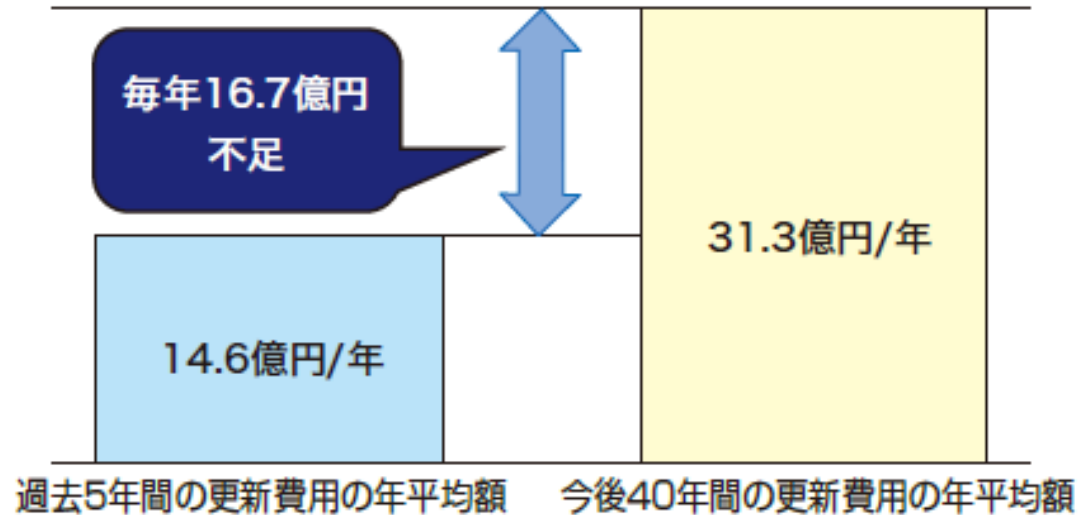 毎年16.7億円
不足
31.3億円/年
14.6億円/年
過去5年間の更新費用の年平均額
今後40年間の更新費用の年平均額